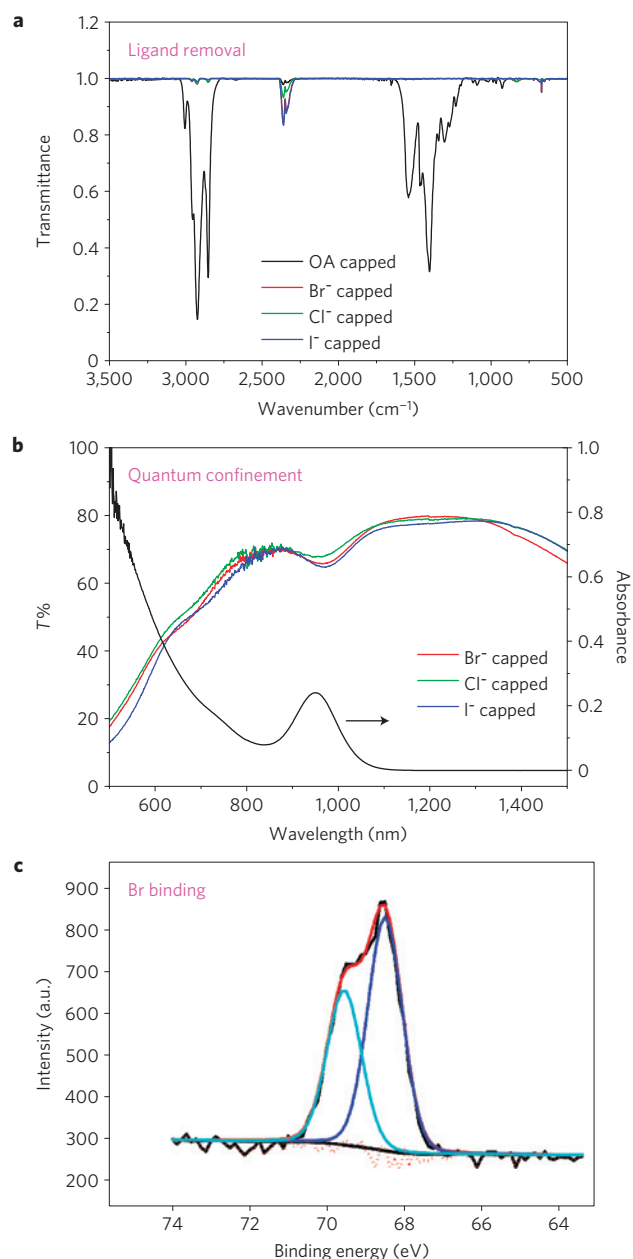 a
Ligand removal
1.2
1.0
0.8
0.6
0.4
0.2
0
Transmittance
OA capped
Br⁻ capped
Cl⁻ capped
I⁻ capped
3,500 3,000 2,500 2,000 1,500 1,000 500
Wavenumber (cm⁻¹)
b
Quantum confinement
100
80
60
40
20
0
T%
1.0
0.8
0.6
0.4
0.2
0
Absorbance
Br⁻ capped
Cl⁻ capped
I⁻ capped
600 800 1,000 1,200 1,400
Wavelength (nm)
c
Br binding
900
800
700
600
500
400
300
200
Intensity (a.u.)
74 72 70 68 66 64
Binding energy (eV)